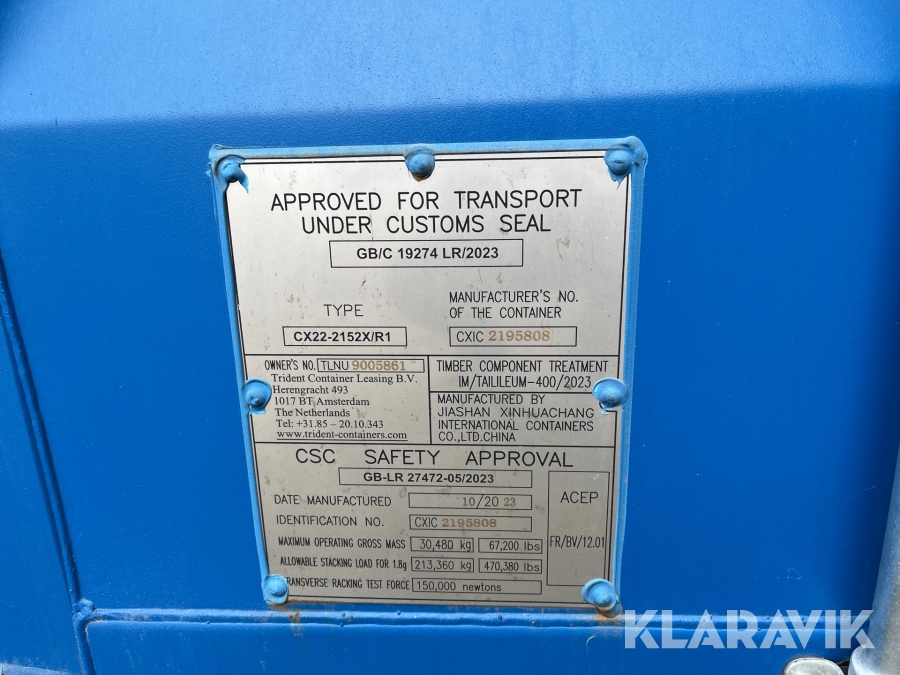 KLARAVIK
APPROVED FOR TRANSPORT
UNDER CUSTOMS SEAL
GB/C 19274 LR/2023
TYPE
CX22-2152X/R1
MANUFACTURER'S NO.
OF THE CONTAINER
CXIC 2195808
OWNER'S NO. TLNU 9005861
Trident Container Leasing B.V.
Herengracht 493
1017 BT Amsterdam
The Netherlands
Tel: +31.85 - 20.10.343
www.trident-containers.com
TIMBER COMPONENT TREATMENT
IM/TAILILEUM-400/2023
MANUFACTURED BY
JIASHAN XINHUACHANG
INTERNATIONAL CONTAINERS
CO.,LTD.CHINA
CSC SAFETY APPROVAL
GB-LR 27472-05/2023
DATE MANUFACTURED 10/20 23
IDENTIFICATION NO. CXIC 2195808
MAXIMUM OPERATING GROSS MASS 30,480 kg 67,200 lbs
ALLOWABLE STACKING LOAD FOR 1.8g 213,360 kg 470,380 lbs
TRANSVERSE RACKING TEST FORCE 150,000 newtons
ACEP
FR/BV/12.01
KLARAVIK